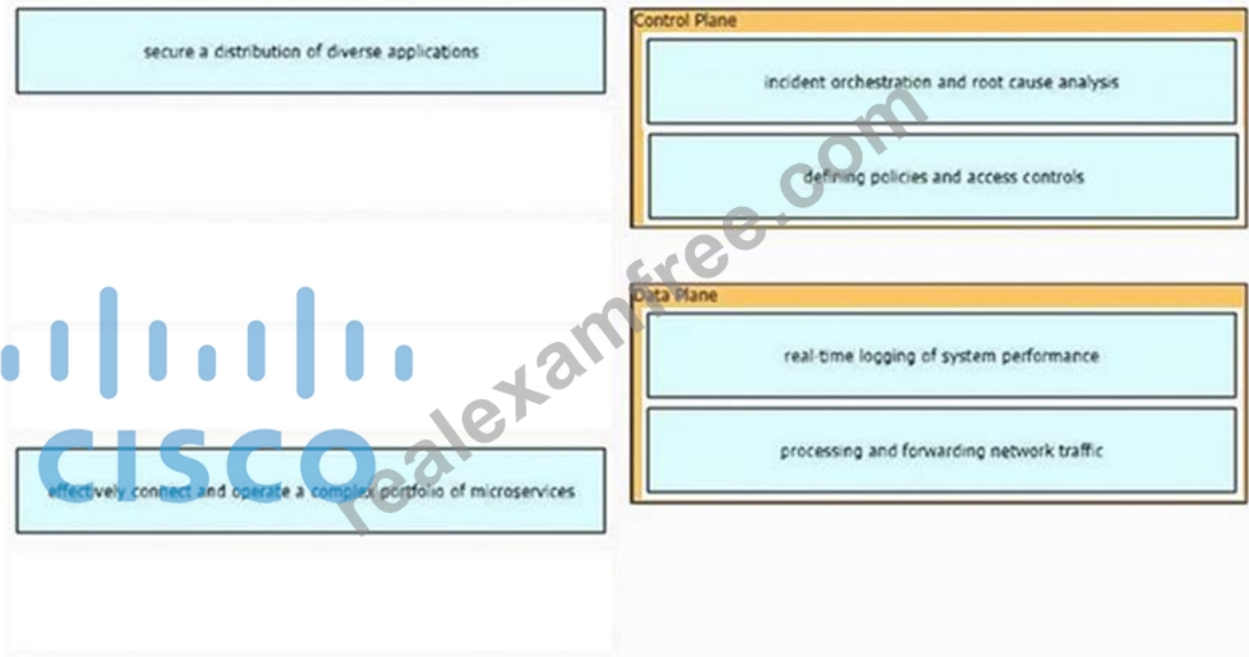 secure a distribution of diverse applications
effectively connect and operate a complex portfolio of microservices
Control Plane
incident orchestration and root cause analysis
defining policies and access controls
Data Plane
real-time logging of system performance
processing and forwarding network traffic
CISCO
realexamfree.com